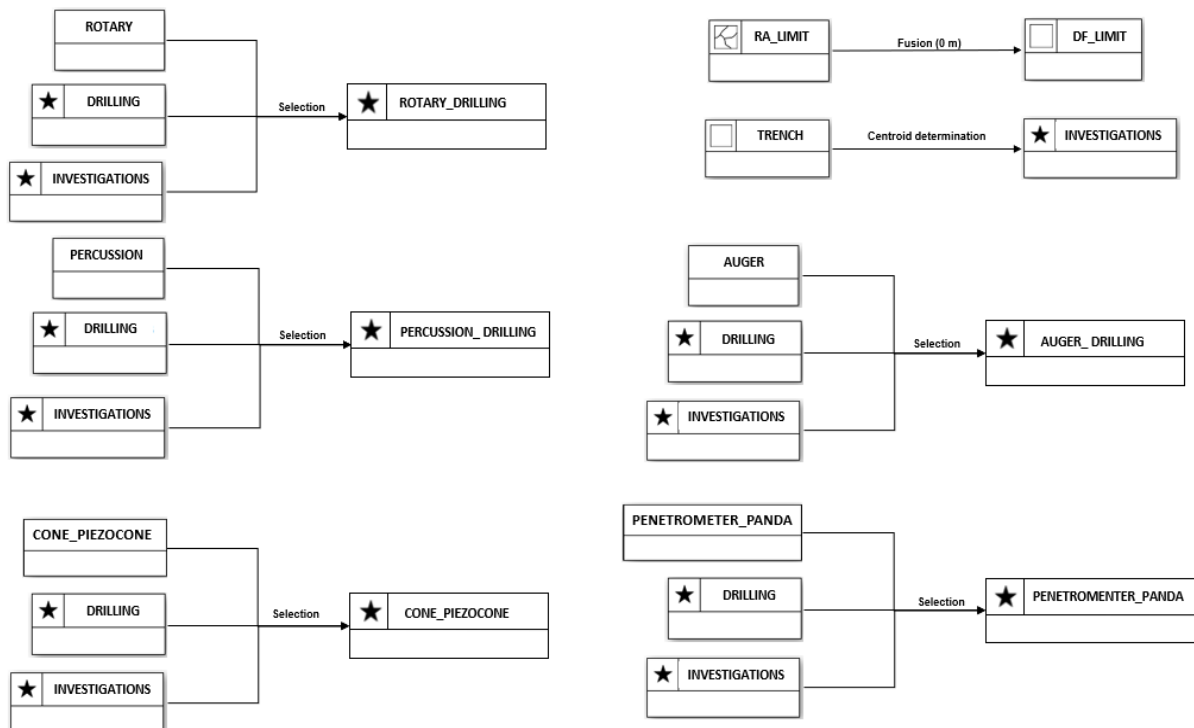 ROTARY
DRILLING
INVESTIGATIONS
Selection
ROTARY_DRILLING
RA_LIMIT
Fusion (0 m)
DF_LIMIT
TRENCH
Centroid determination
INVESTIGATIONS
PERCUSSION
DRILLING
INVESTIGATIONS
Selection
PERCUSSION_ DRILLING
AUGER
DRILLING
INVESTIGATIONS
Selection
AUGER_ DRILLING
CONE_PIEZOCONE
DRILLING
INVESTIGATIONS
Selection
CONE_PIEZOCONE
PENETROMETER_PANDA
DRILLING
INVESTIGATIONS
Selection
PENETROMENTER_PANDA